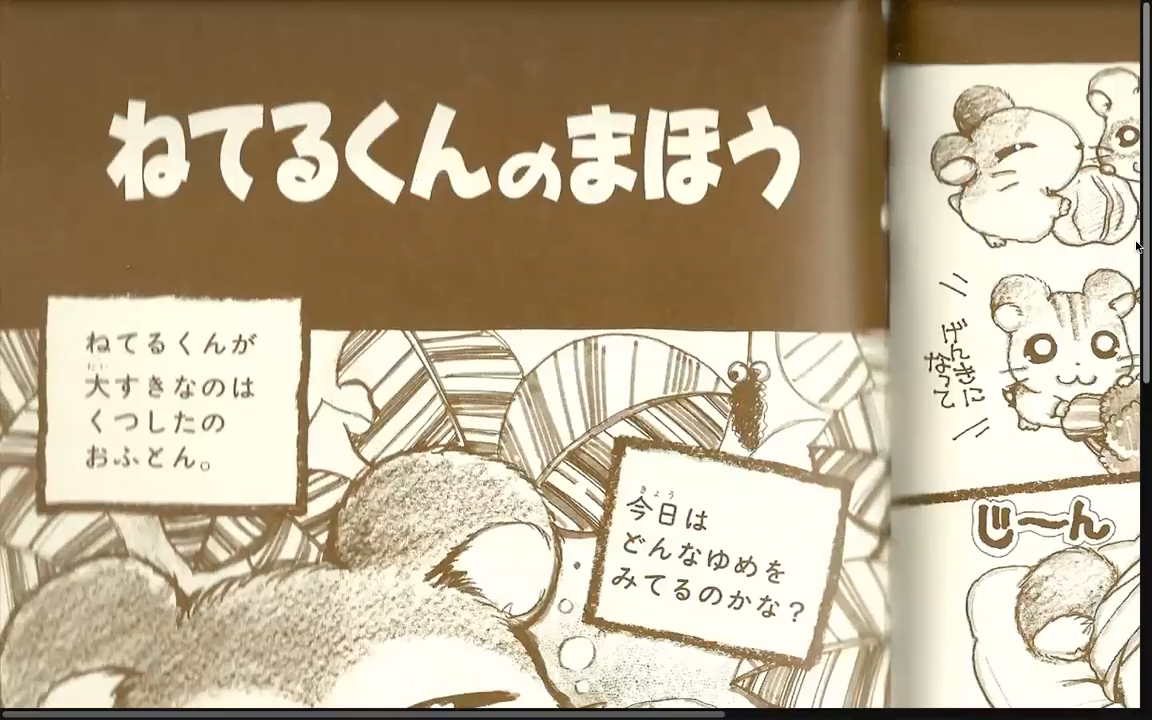 ねてるくんのまほう
ねてるくんが
大すきなのは
くつしたの
おふとん。
今日は
どんなゆめを
みてるのかな?
げんきに
なって
じ〜ん